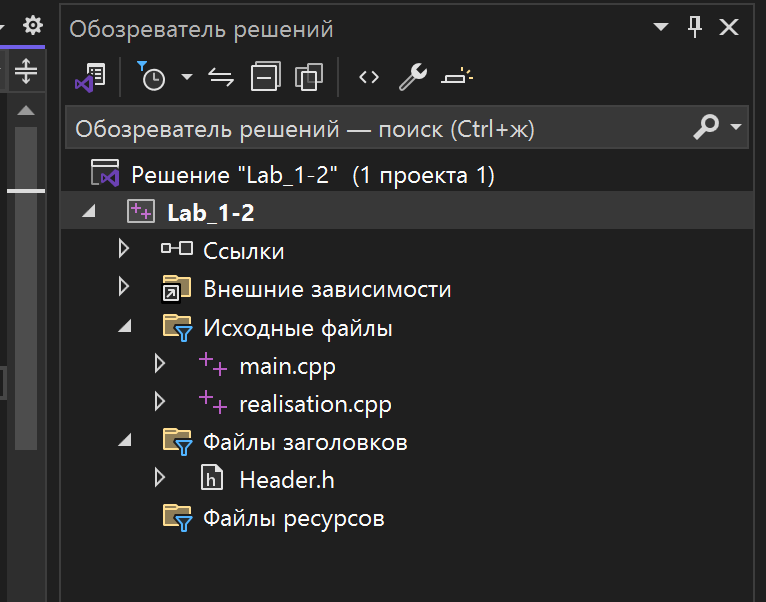 Обозреватель решений
Обозреватель решений — поиск (Ctrl+ж)
Решение "Lab_1-2" (1 проекта 1)
Lab_1-2
Ссылки
Внешние зависимости
Исходные файлы
main.cpp
realisation.cpp
Файлы заголовков
Header.h
Файлы ресурсов